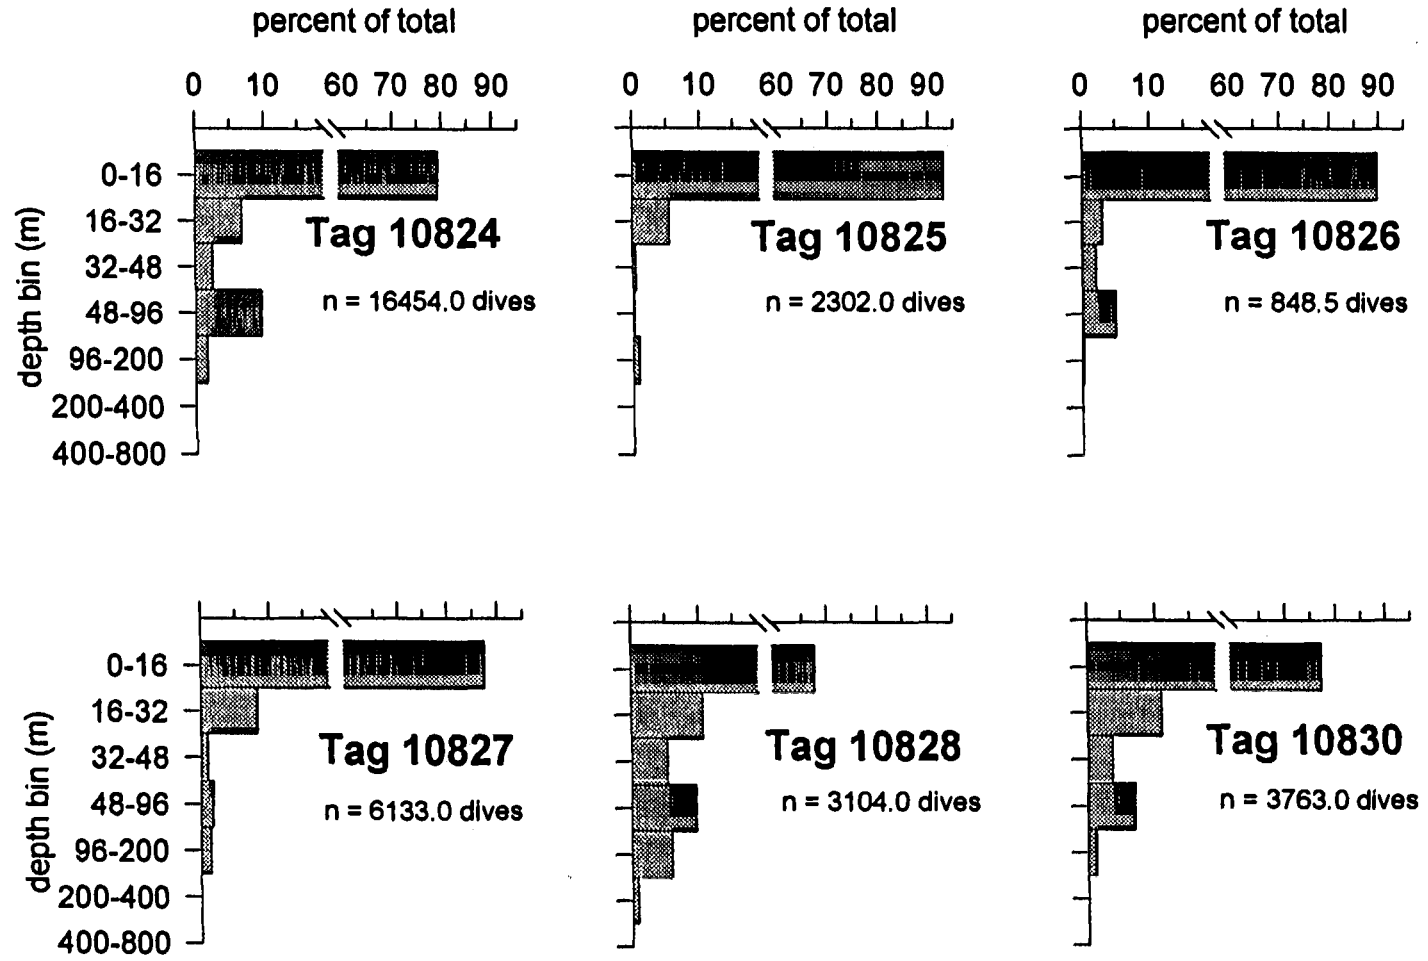 percent of total percent of total percent of total
0 10 60 70 80 90 0 10 60 70 80 90 0 10 60 70 80 90
depth bin (m)
0-16
16-32
Tag 10824 Tag 10825 Tag 10826
32-48
n = 16454.0 dives n = 2302.0 dives n = 848.5 dives
48-96
96-200
200-400
400-800
depth bin (m)
0-16
16-32
Tag 10827 Tag 10828 Tag 10830
32-48
48-96
n = 6133.0 dives n = 3104.0 dives n = 3763.0 dives
96-200
200-400
400-800